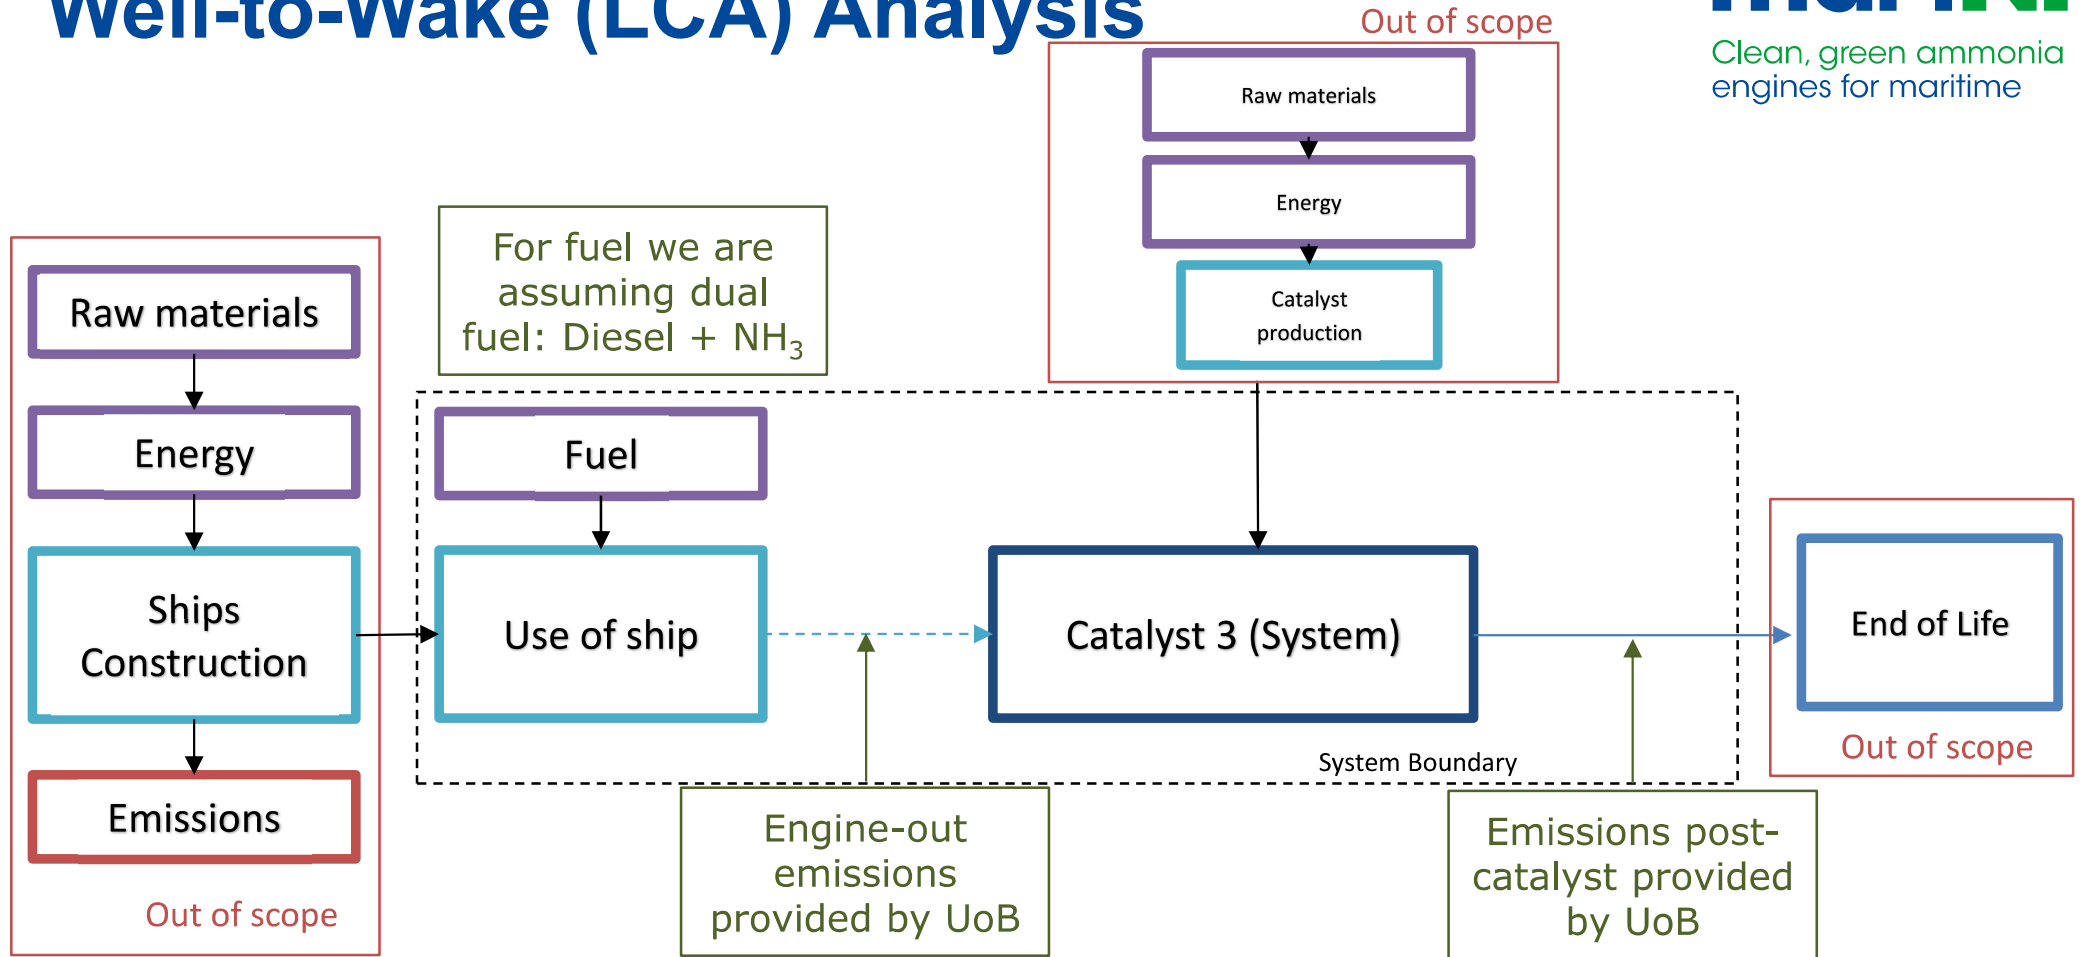 Well-to-Wake (LCA) Analysis
Out of scope
Clean, green ammonia
engines for maritime
Raw materials
Energy
Catalyst
production
For fuel we are
assuming dual
fuel: Diesel + NH₃
Raw materials
Energy
Ships
Construction
Emissions
Out of scope
Fuel
Use of ship
Catalyst 3 (System)
System Boundary
End of Life
Out of scope
Engine-out
emissions
provided by UoB
Emissions post-
catalyst provided
by UoB